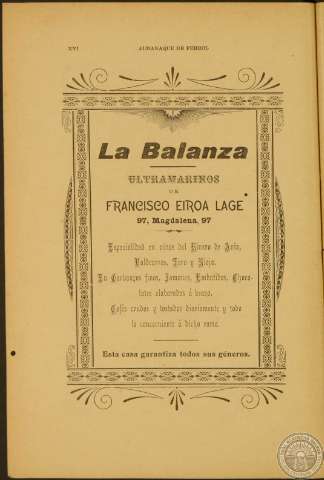 XVI ALMANAQUE DE FERROL
La Balanza
ULTRAMARINOS
DE
FRANCISCO EIROA LAGE
97, Magdalena, 97
Especialidad en vinos del Rivero de Avia,
Valdeorras, Toro y Rioja.
En Garbanzos finos, Jamones, Embutidos, Choco-
lates elaborados á brazo.
Cafés crudos y tostados diariamente y todo
lo concerniente á dicho ramo.
Esta casa garantiza todos sus géneros.